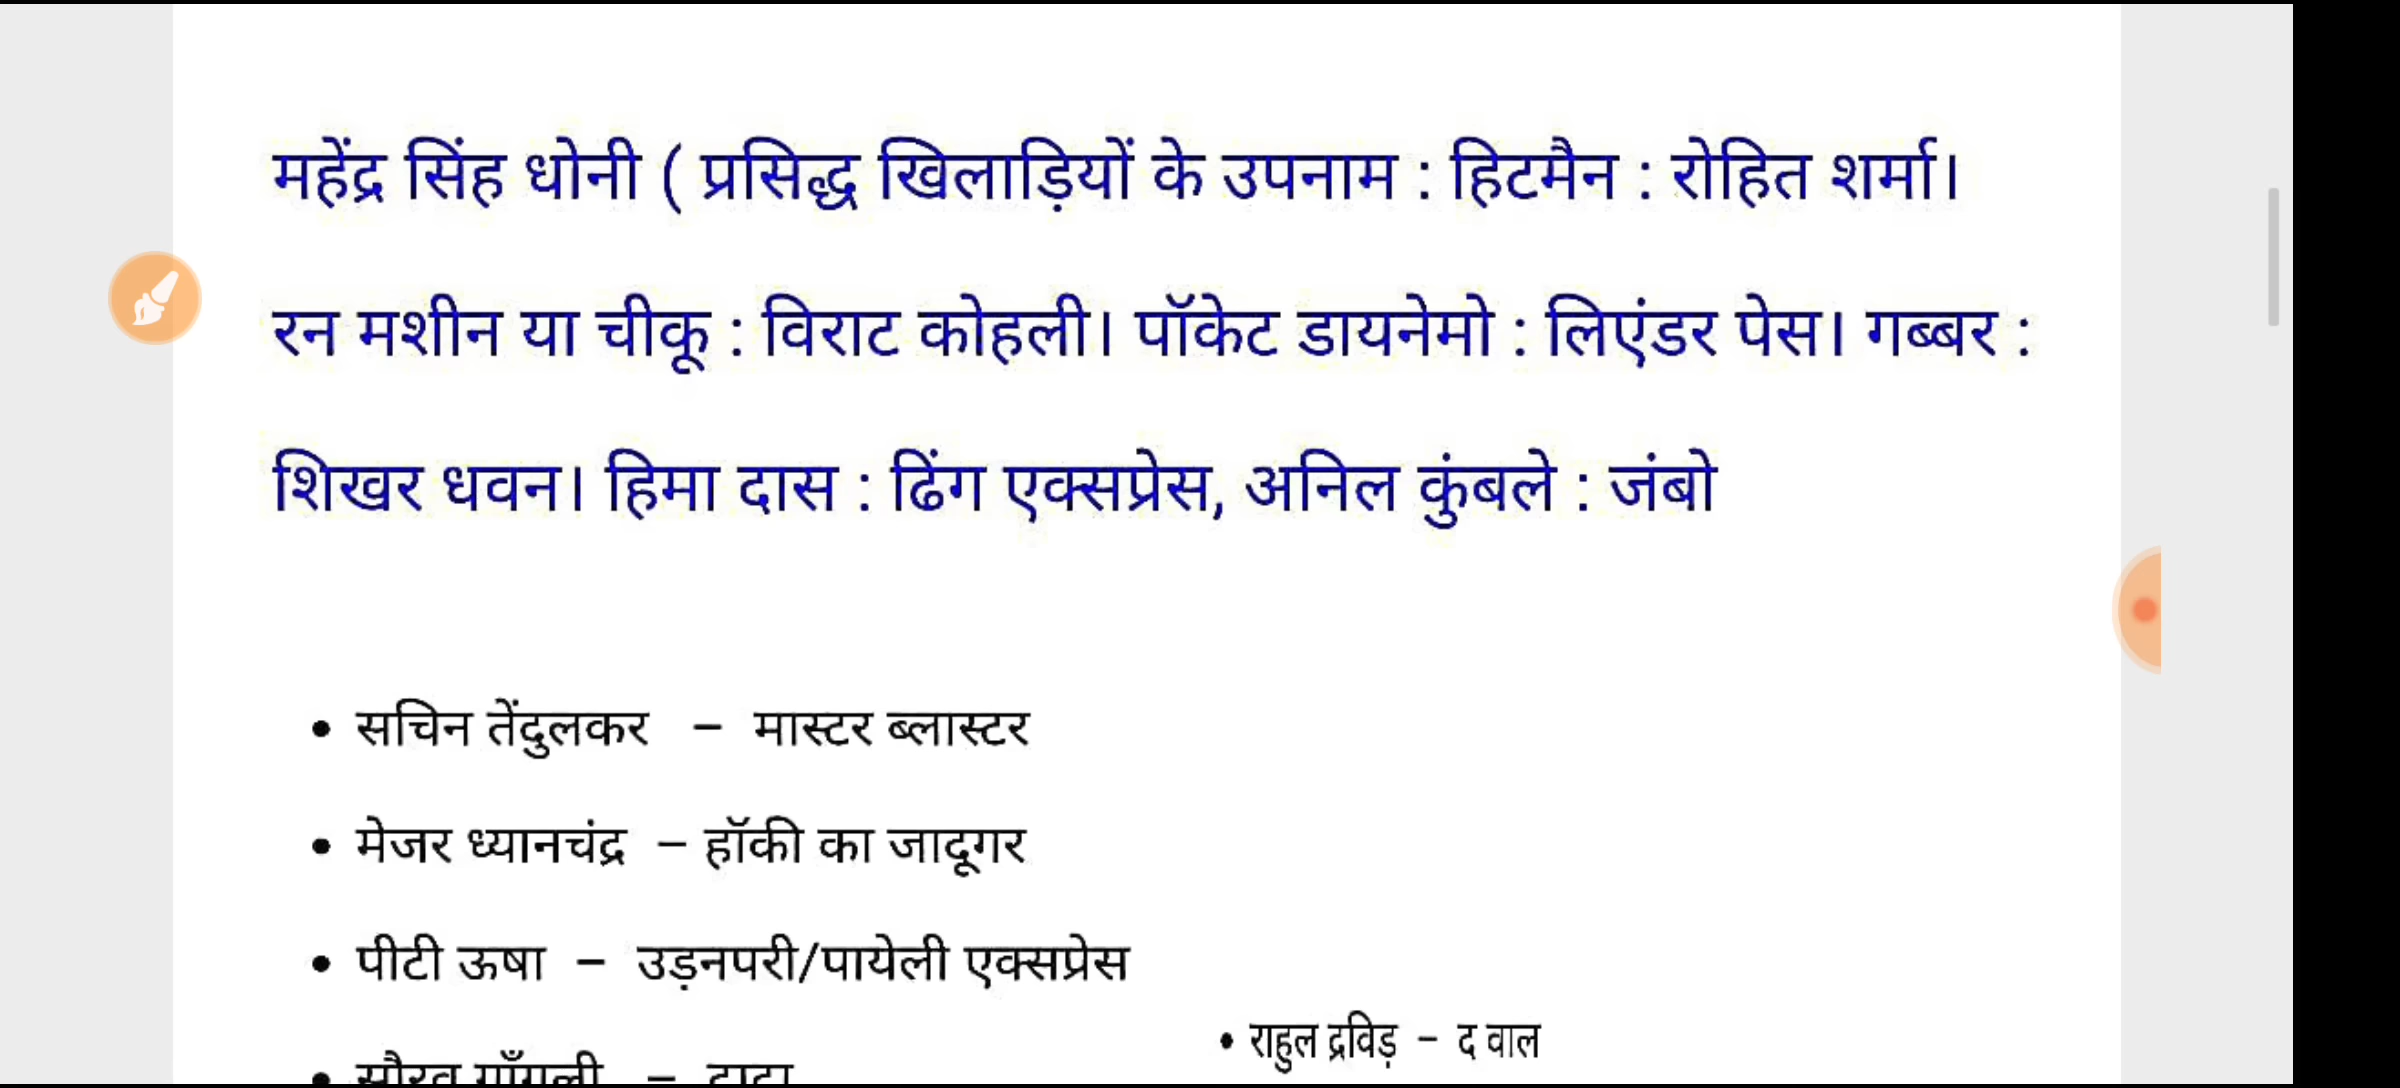 महेंद्र सिंह धोनी ( प्रसिद्ध खिलाड़ियों के उपनाम : हिटमैन : रोहित शर्मा।
रन मशीन या चीकू : विराट कोहली। पॉकेट डायनेमो : लिएंडर पेस। गब्बर :
शिखर धवन। हिमा दास : ढिंग एक्सप्रेस, अनिल कुंबले : जंबो
• सचिन तेंदुलकर – मास्टर ब्लास्टर
• मेजर ध्यानचंद्र – हॉकी का जादूगर
• पीटी ऊषा – उड़नपरी/पायेली एक्सप्रेस
• राहुल द्रविड़ – द वाल
• सौरव गाँगुली – दादा